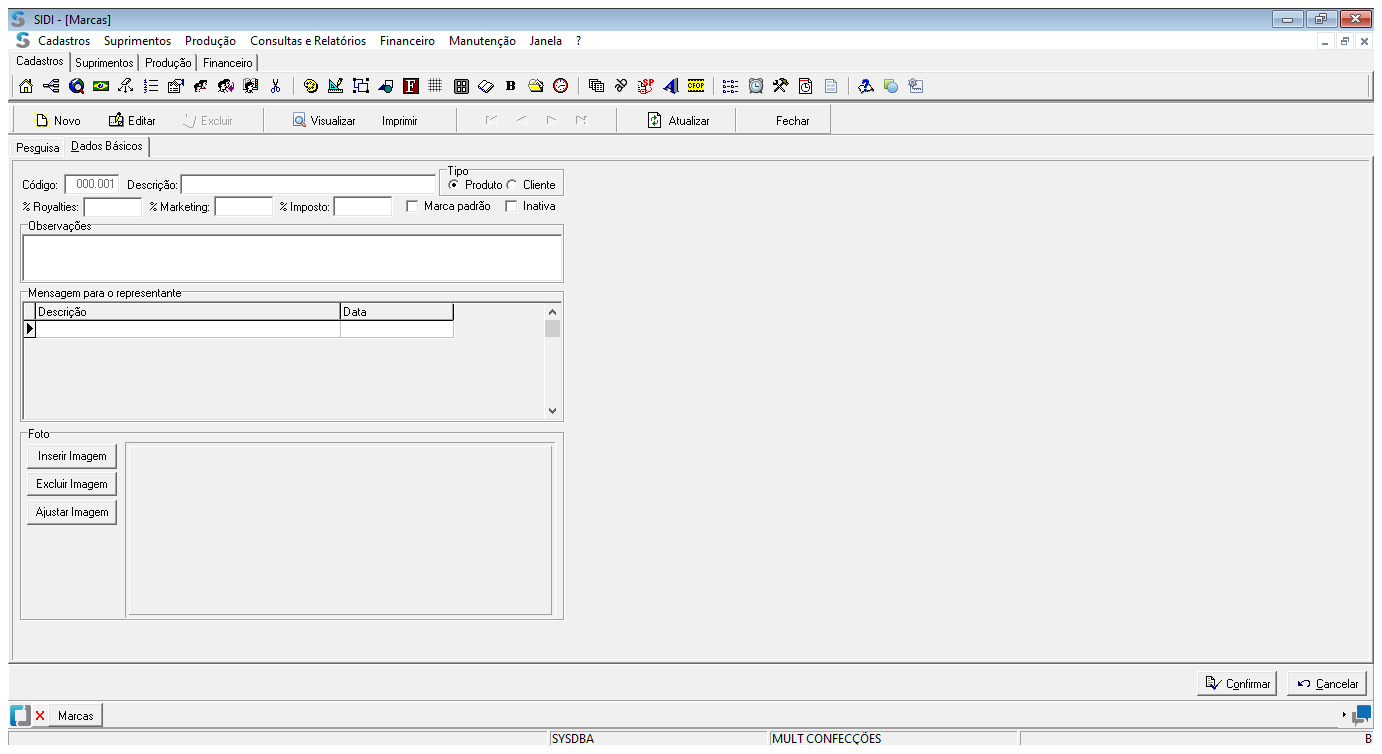 SIDI - [Marcas]
Cadastros Suprimentos Produção Consultas e Relatórios Financeiro Manutenção Janela ?
Cadastros Suprimentos Produção Financeiro
F B SP CFOP
Novo Editar Excluir Visualizar Imprimir Atualizar Fechar
Pesquisa Dados Básicos
Tipo
Código: 000.001 Descrição: Produto Cliente
% Royalties: % Marketing: % Imposto: Marca padrão Inativa
Observações
Mensagem para o representante
Descrição Data
Foto
Inserir Imagem
Excluir Imagem
Ajustar Imagem
Confirmar Cancelar
Marcas
SYSDBA MULT CONFECÇÕES B